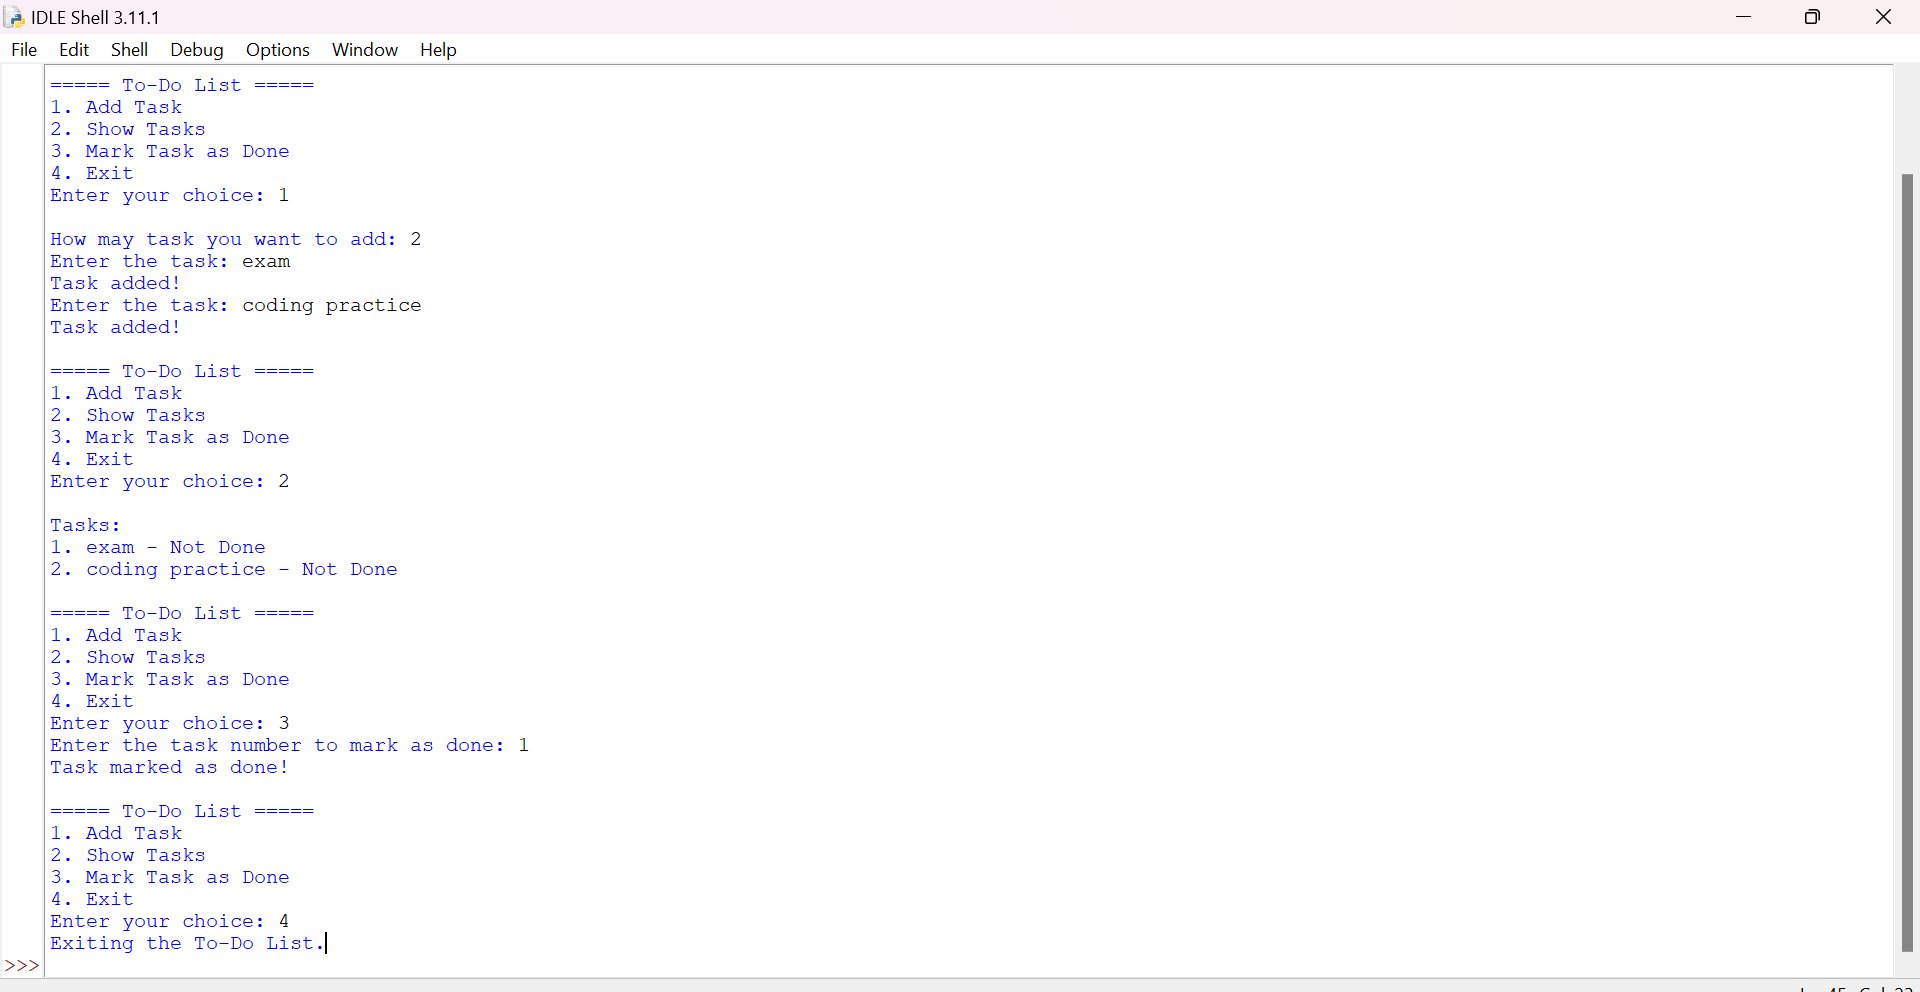 IDLE Shell 3.11.1
File Edit Shell Debug Options Window Help
===== To-Do List =====
1. Add Task
2. Show Tasks
3. Mark Task as Done
4. Exit
Enter your choice: 1
How may task you want to add: 2
Enter the task: exam
Task added!
Enter the task: coding practice
Task added!
===== To-Do List =====
1. Add Task
2. Show Tasks
3. Mark Task as Done
4. Exit
Enter your choice: 2
Tasks:
1. exam - Not Done
2. coding practice - Not Done
===== To-Do List =====
1. Add Task
2. Show Tasks
3. Mark Task as Done
4. Exit
Enter your choice: 3
Enter the task number to mark as done: 1
Task marked as done!
===== To-Do List =====
1. Add Task
2. Show Tasks
3. Mark Task as Done
4. Exit
Enter your choice: 4
Exiting the To-Do List.
>>>